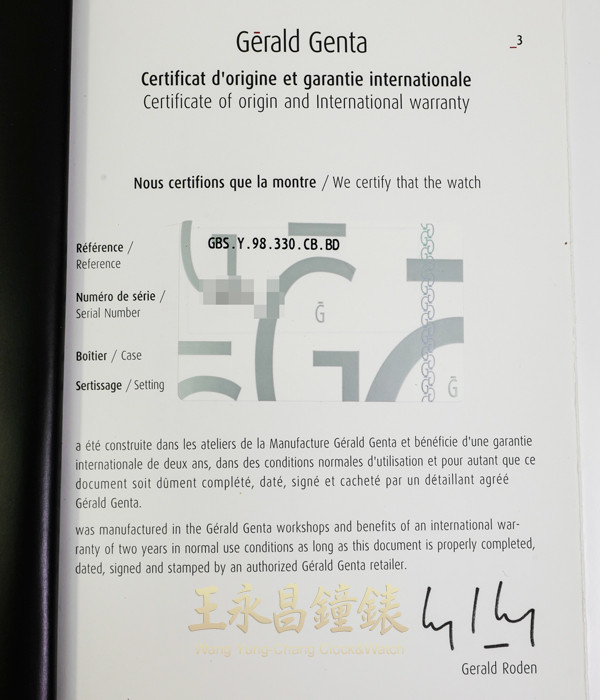 Gērald Genta
_3
Certificat d'origine et garantie internationale
Certificate of origin and International warranty
Nous certifions que la montre / We certify that the watch
Référence /
Reference
GBS.Y.98.330.CB.BD
Numéro de série /
Serial Number
Ḡ
Boîtier / Case
Sertissage / Setting
Ḡ
a été construite dans les ateliers de la Manufacture Gérald Genta et bénéficie d'une garantie
internationale de deux ans, dans des conditions normales d'utilisation et pour autant que ce
document soit dûment complété, daté, signé et cacheté par un détaillant agréé
Gérald Genta.
was manufactured in the Gérald Genta workshops and benefits of an international war-
ranty of two years in normal use conditions as long as this document is properly completed,
dated, signed and stamped by an authorized Gérald Genta retailer.
王永昌鐘錶
Wang Yung-Chang Clock&Watch
Gerald Roden